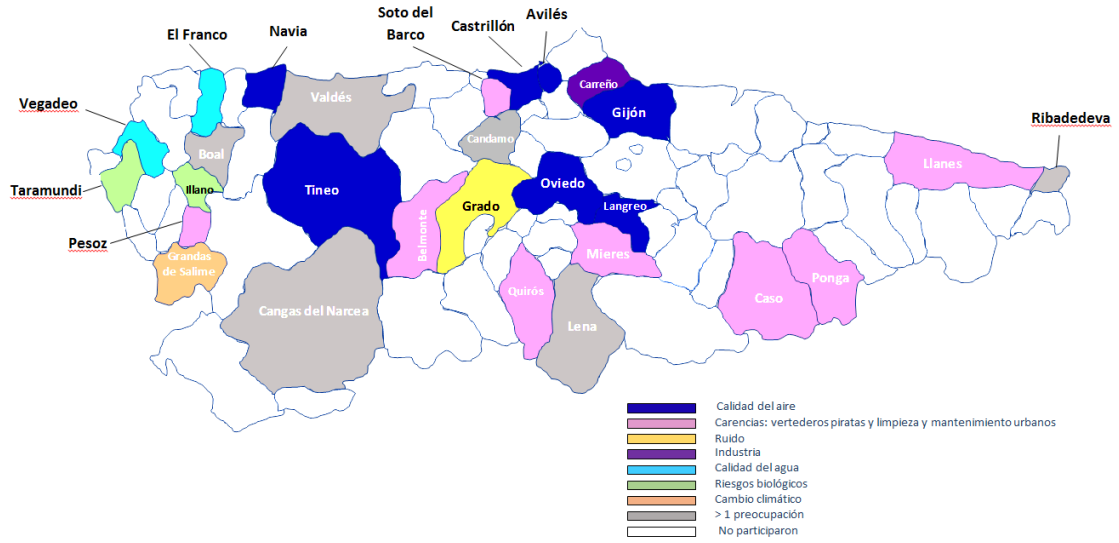 Soto del
Barco
Castrillón
Avilés
El Franco
Navia
Vegadeo
Valdés
Carreño
Gijón
Ribadedeva
Candamo
Boal
Llanes
Taramundi
Illano
Tineo
Oviedo
Langreo
Grado
Belmonte
Pesoz
Mieres
Grandas
de Salime
Quirós
Caso
Ponga
Cangas del Narcea
Lena
Calidad del aire
Carencias: vertederos piratas y limpieza y mantenimiento urbanos
Ruido
Industria
Calidad del agua
Riesgos biológicos
Cambio climático
> 1 preocupación
No participaron